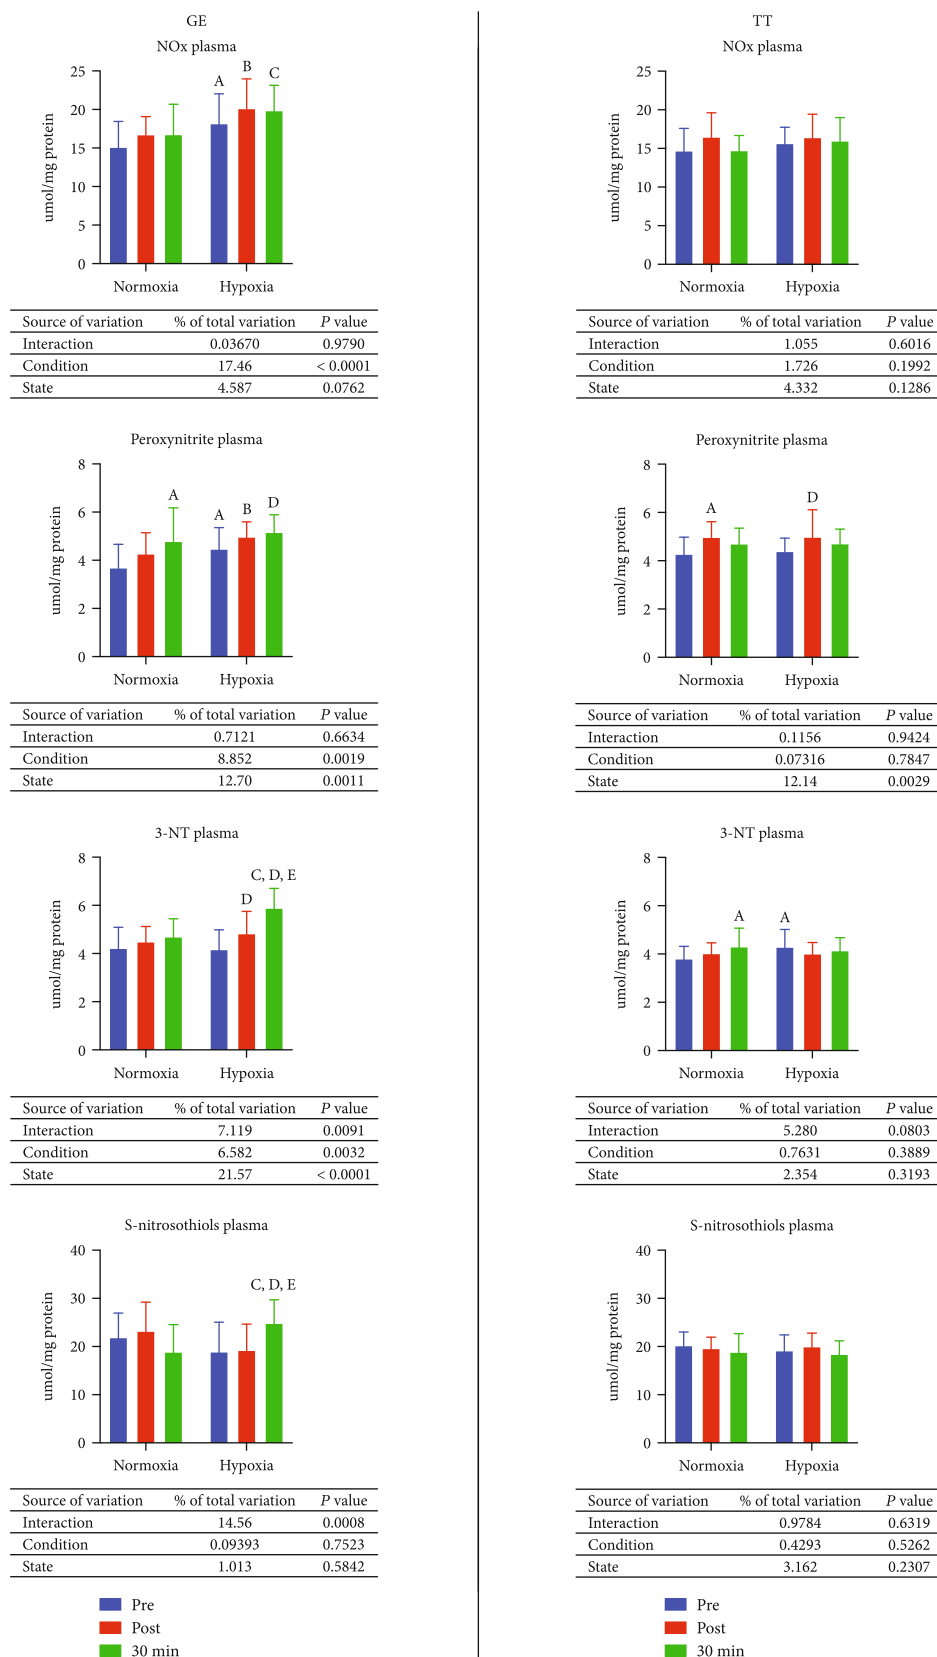 GE
NOx plasma
25
20
15
10
5
0
umol/mg protein
A
B
C
Normoxia
Hypoxia
Source of variation % of total variation P value
Interaction 0.03670 0.9790
Condition 17.46 < 0.0001
State 4.587 0.0762
Peroxynitrite plasma
8
6
4
2
0
umol/mg protein
A
A
B
D
Normoxia
Hypoxia
Source of variation % of total variation P value
Interaction 0.7121 0.6634
Condition 8.852 0.0019
State 12.70 0.0011
3-NT plasma
8
6
4
2
0
umol/mg protein
D
C, D, E
Normoxia
Hypoxia
Source of variation % of total variation P value
Interaction 7.119 0.0091
Condition 6.582 0.0032
State 21.57 < 0.0001
S-nitrosothiols plasma
40
30
20
10
0
umol/mg protein
C, D, E
Normoxia
Hypoxia
Source of variation % of total variation P value
Interaction 14.56 0.0008
Condition 0.09393 0.7523
State 1.013 0.5842
Pre
Post
30 min
TT
NOx plasma
25
20
15
10
5
0
umol/mg protein
Normoxia
Hypoxia
Source of variation % of total variation P value
Interaction 1.055 0.6016
Condition 1.726 0.1992
State 4.332 0.1286
Peroxynitrite plasma
8
6
4
2
0
umol/mg protein
A
D
Normoxia
Hypoxia
Source of variation % of total variation P value
Interaction 0.1156 0.9424
Condition 0.07316 0.7847
State 12.14 0.0029
3-NT plasma
8
6
4
2
0
umol/mg protein
A
A
Normoxia
Hypoxia
Source of variation % of total variation P value
Interaction 5.280 0.0803
Condition 0.7631 0.3889
State 2.354 0.3193
S-nitrosothiols plasma
40
30
20
10
0
umol/mg protein
Normoxia
Hypoxia
Source of variation % of total variation P value
Interaction 0.9784 0.6319
Condition 0.4293 0.5262
State 3.162 0.2307
Pre
Post
30 min